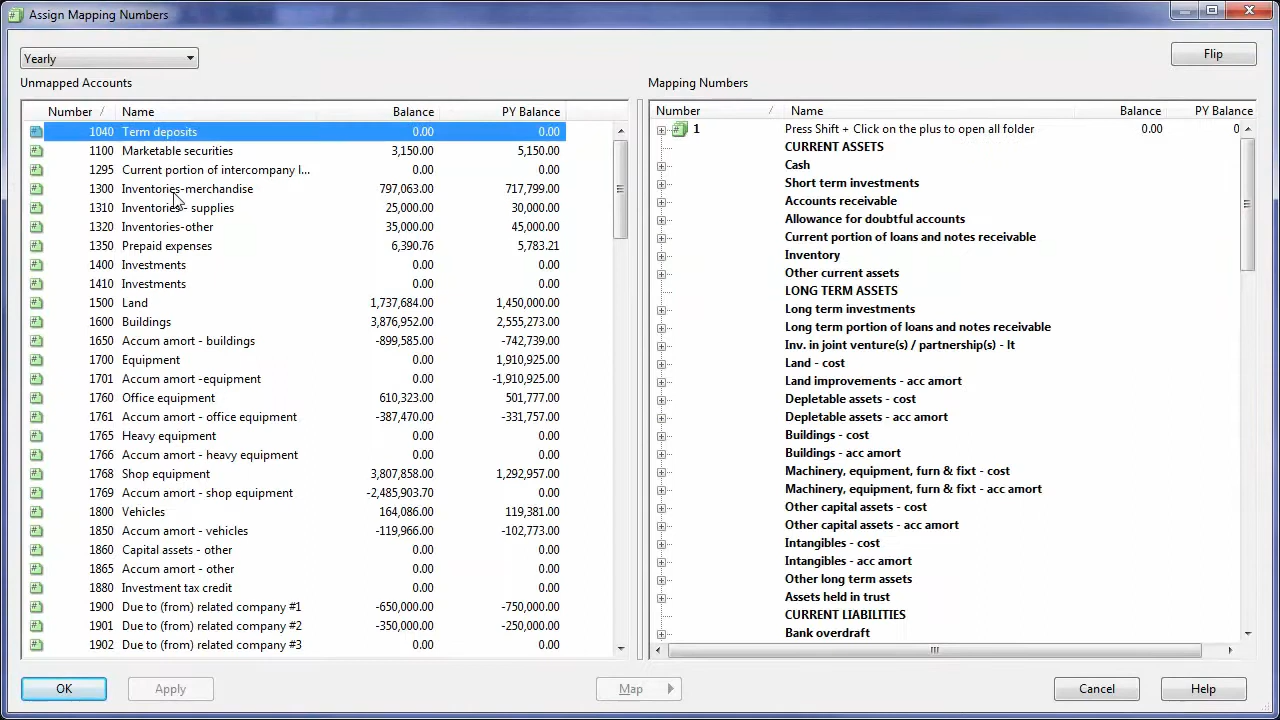 Assign Mapping Numbers
Yearly
Flip
Unmapped Accounts
Number / Name Balance PY Balance
1040 Term deposits 0.00 0.00
1100 Marketable securities 3,150.00 5,150.00
1295 Current portion of intercompany l... 0.00 0.00
1300 Inventories-merchandise 797,063.00 717,799.00
1310 Inventories- supplies 25,000.00 30,000.00
1320 Inventories-other 35,000.00 45,000.00
1350 Prepaid expenses 6,390.76 5,783.21
1400 Investments 0.00 0.00
1410 Investments 0.00 0.00
1500 Land 1,737,684.00 1,450,000.00
1600 Buildings 3,876,952.00 2,555,273.00
1650 Accum amort - buildings -899,585.00 -742,739.00
1700 Equipment 0.00 1,910,925.00
1701 Accum amort -equipment 0.00 -1,910,925.00
1760 Office equipment 610,323.00 501,777.00
1761 Accum amort - office equipment -387,470.00 -331,757.00
1765 Heavy equipment 0.00 0.00
1766 Accum amort - heavy equipment 0.00 0.00
1768 Shop equipment 3,807,858.00 1,292,957.00
1769 Accum amort - shop equipment -2,485,903.70 0.00
1800 Vehicles 164,086.00 119,381.00
1850 Accum amort - vehicles -119,966.00 -102,773.00
1860 Capital assets - other 0.00 0.00
1865 Accum amort - other 0.00 0.00
1880 Investment tax credit 0.00 0.00
1900 Due to (from) related company #1 -650,000.00 -750,000.00
1901 Due to (from) related company #2 -350,000.00 -250,000.00
1902 Due to (from) related company #3 0.00 0.00
Mapping Numbers
Number / Name Balance PY Balance
1 Press Shift + Click on the plus to open all folder 0.00 0
CURRENT ASSETS
Cash
Short term investments
Accounts receivable
Allowance for doubtful accounts
Current portion of loans and notes receivable
Inventory
Other current assets
LONG TERM ASSETS
Long term investments
Long term portion of loans and notes receivable
Inv. in joint venture(s) / partnership(s) - lt
Land - cost
Land improvements - acc amort
Depletable assets - cost
Depletable assets - acc amort
Buildings - cost
Buildings - acc amort
Machinery, equipment, furn & fixt - cost
Machinery, equipment, furn & fixt - acc amort
Other capital assets - cost
Other capital assets - acc amort
Intangibles - cost
Intangibles - acc amort
Other long term assets
Assets held in trust
CURRENT LIABILITIES
Bank overdraft
OK Apply Map Cancel Help